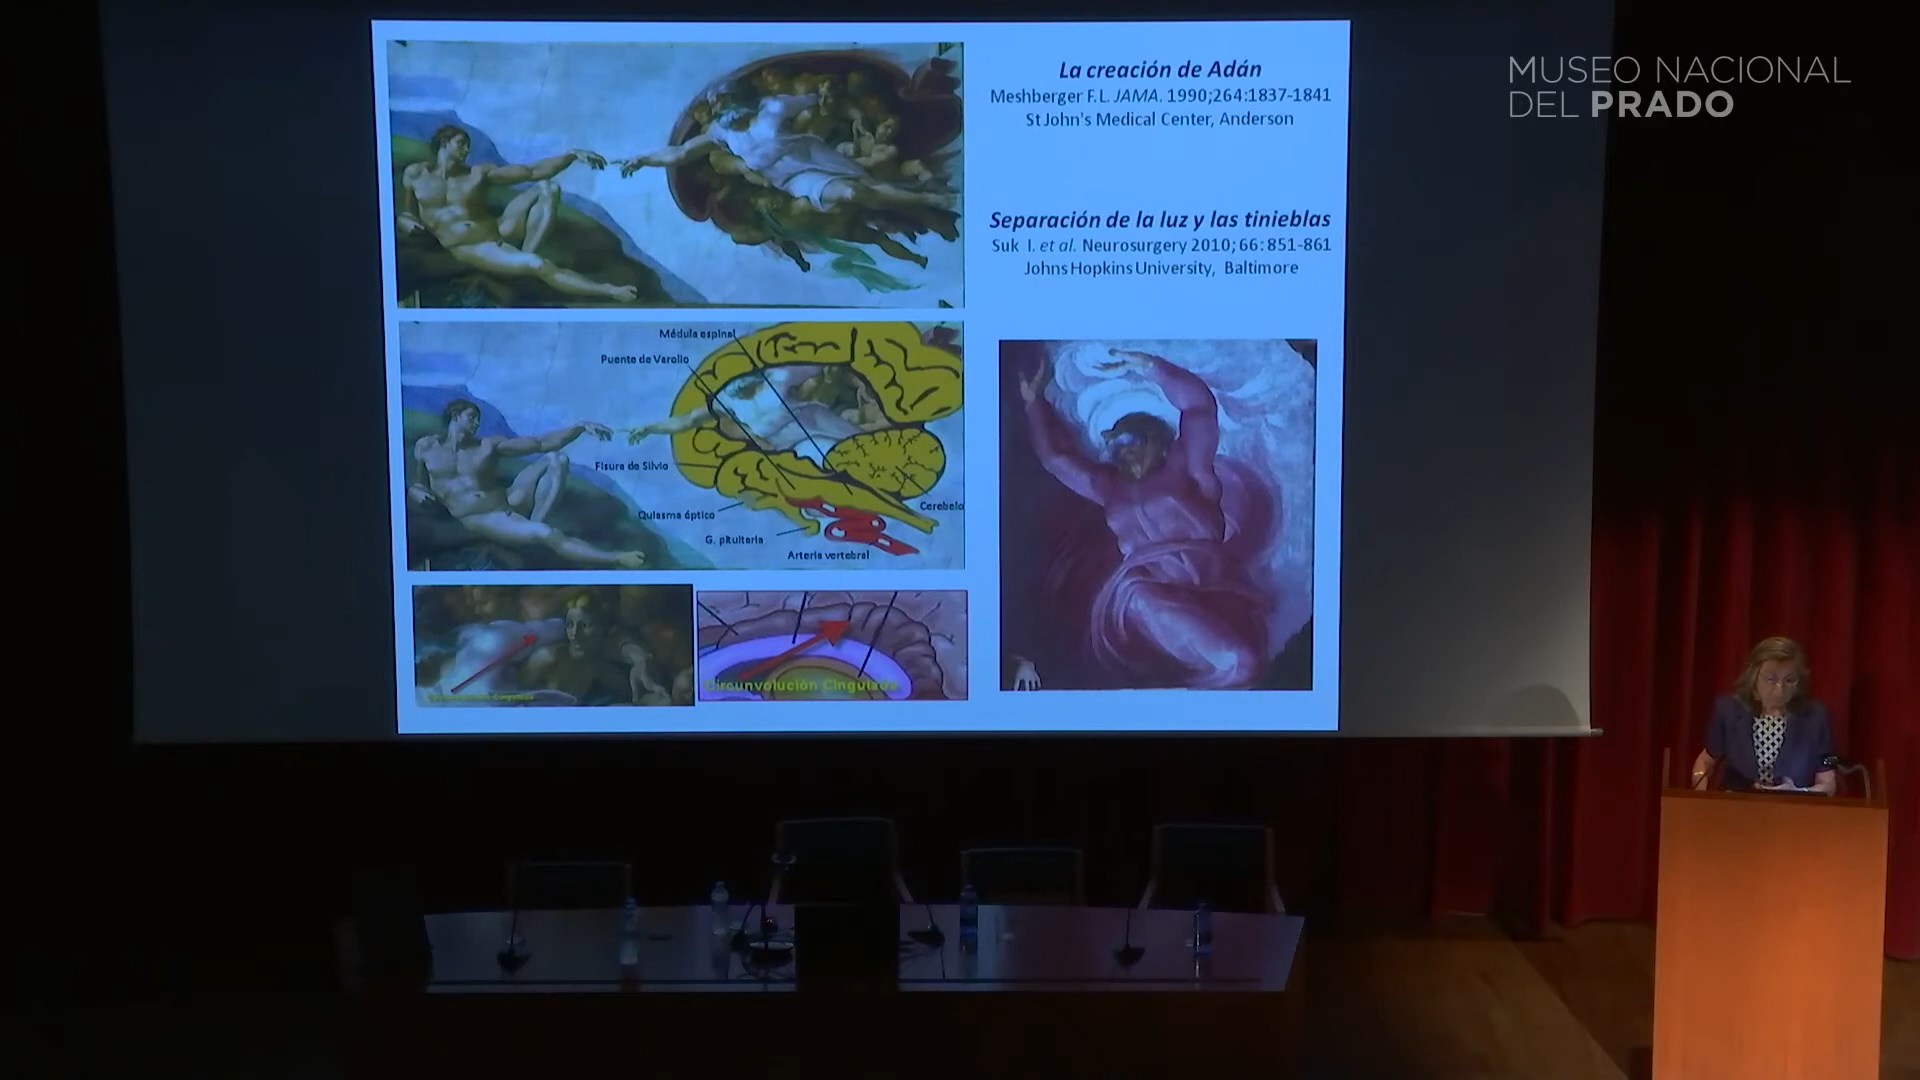 MUSEO NACIONAL
DEL PRADO
La creación de Adán
Meshberger F.L. JAMA. 1990;264:1837-1841
St John's Medical Center, Anderson
Separación de la luz y las tinieblas
Suk I. et al. Neurosurgery 2010; 66: 851-861
Johns Hopkins University, Baltimore
Médula espinal
Puente de Varolio
Fisura de Silvio
Quiasma óptico
G. pituitaria
Arteria vertebral
Cerebelo
Circunvolución Cingulada